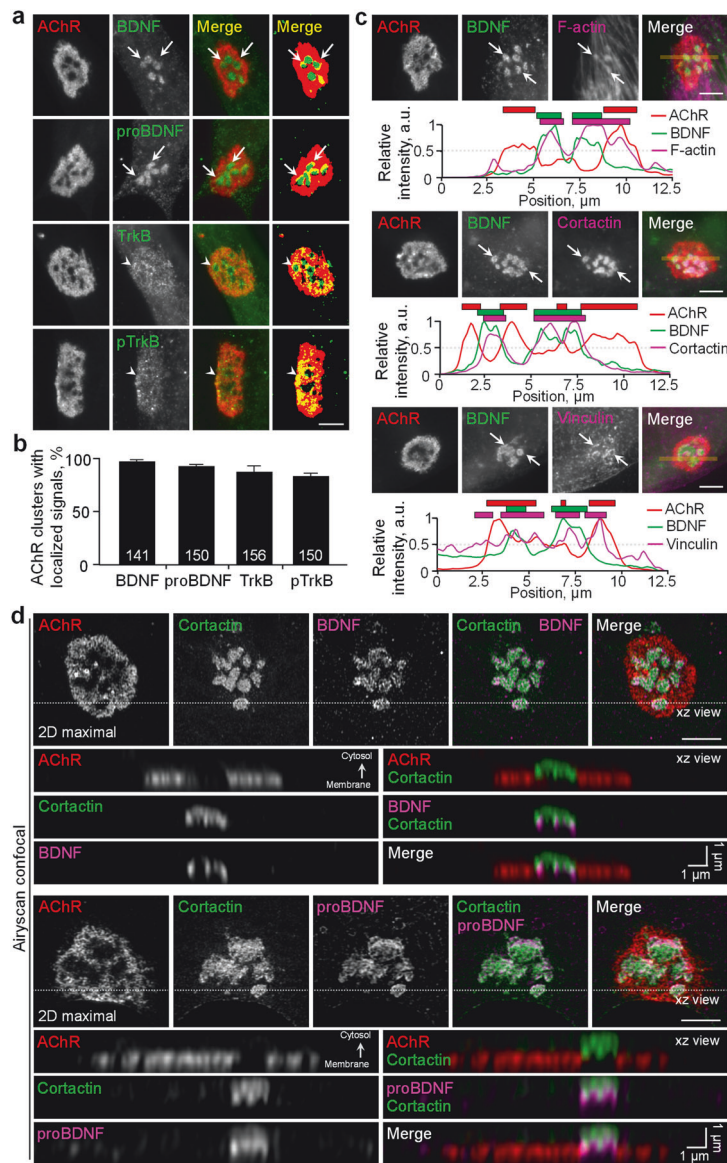 a
AChR BDNF Merge Merge
proBDNF
TrkB
pTrkB
b
AChR clusters with
localized signals, %
100
50
0
141 150 156 150
BDNF proBDNF TrkB pTrkB
c
AChR BDNF F-actin Merge
Relative
intensity, a.u.
1
0.5
0
AChR
BDNF
F-actin
0 2.5 5.0 7.5 10 12.5
Position, µm
AChR BDNF Cortactin Merge
Relative
intensity, a.u.
1
0.5
0
AChR
BDNF
Cortactin
0 2.5 5.0 7.5 10 12.5
Position, µm
AChR BDNF Vinculin Merge
Relative
intensity, a.u.
1
0.5
0
AChR
BDNF
Vinculin
0 2.5 5.0 7.5 10 12.5
Position, µm
d
Airyscan confocal
AChR Cortactin BDNF Cortactin BDNF Merge
2D maximal
xz view
AChR
Cytosol
Membrane
AChR
Cortactin
xz view
Cortactin
BDNF
Cortactin
BDNF
Merge
1 µm
1 µm
AChR Cortactin proBDNF Cortactin
proBDNF
Merge
2D maximal
xz view
AChR
Cytosol
Membrane
AChR
Cortactin
xz view
Cortactin
proBDNF
Cortactin
proBDNF
Merge
1 µm
1 µm